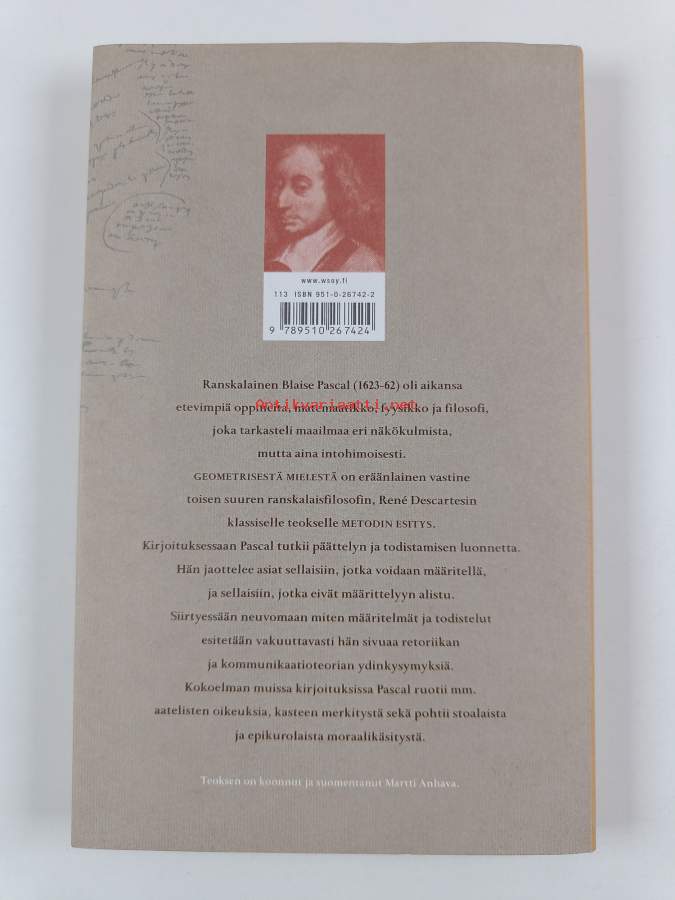 www.wsoy.fi
113 ISBN 951-0-26742-2
9 789510 267424
Ranskalainen Blaise Pascal (1623-62) oli aikansa
etevimpiä oppineita, matemaatikko, fyysikko ja filosofi,
Antikvariaatti.net
joka tarkasteli maailmaa eri näkökulmista,
mutta aina intohimoisesti.
GEOMETRISESTÄ MIELESTÄ on eräänlainen vastine
toisen suuren ranskalaisfilosofin, René Descartesin
klassiselle teokselle METODIN ESITYS.
Kirjoituksessaan Pascal tutkii päättelyn ja todistamisen luonnetta.
Hän jaottelee asiat sellaisiin, jotka voidaan määritellä,
ja sellaisiin, jotka eivät määrittelyyn alistu.
Siirtyessään neuvomaan miten määritelmät ja todistelut
esitetään vakuuttavasti hän sivuaa retoriikan
ja kommunikaatioteorian ydinkysymyksiä.
Kokoelman muissa kirjoituksissa Pascal ruotii mm.
aatelisten oikeuksia, kasteen merkitystä sekä pohtii stoalaista
ja epikurolaista moraalikäsitystä.
Teoksen on koonnut ja suomentanut Martti Anhava.